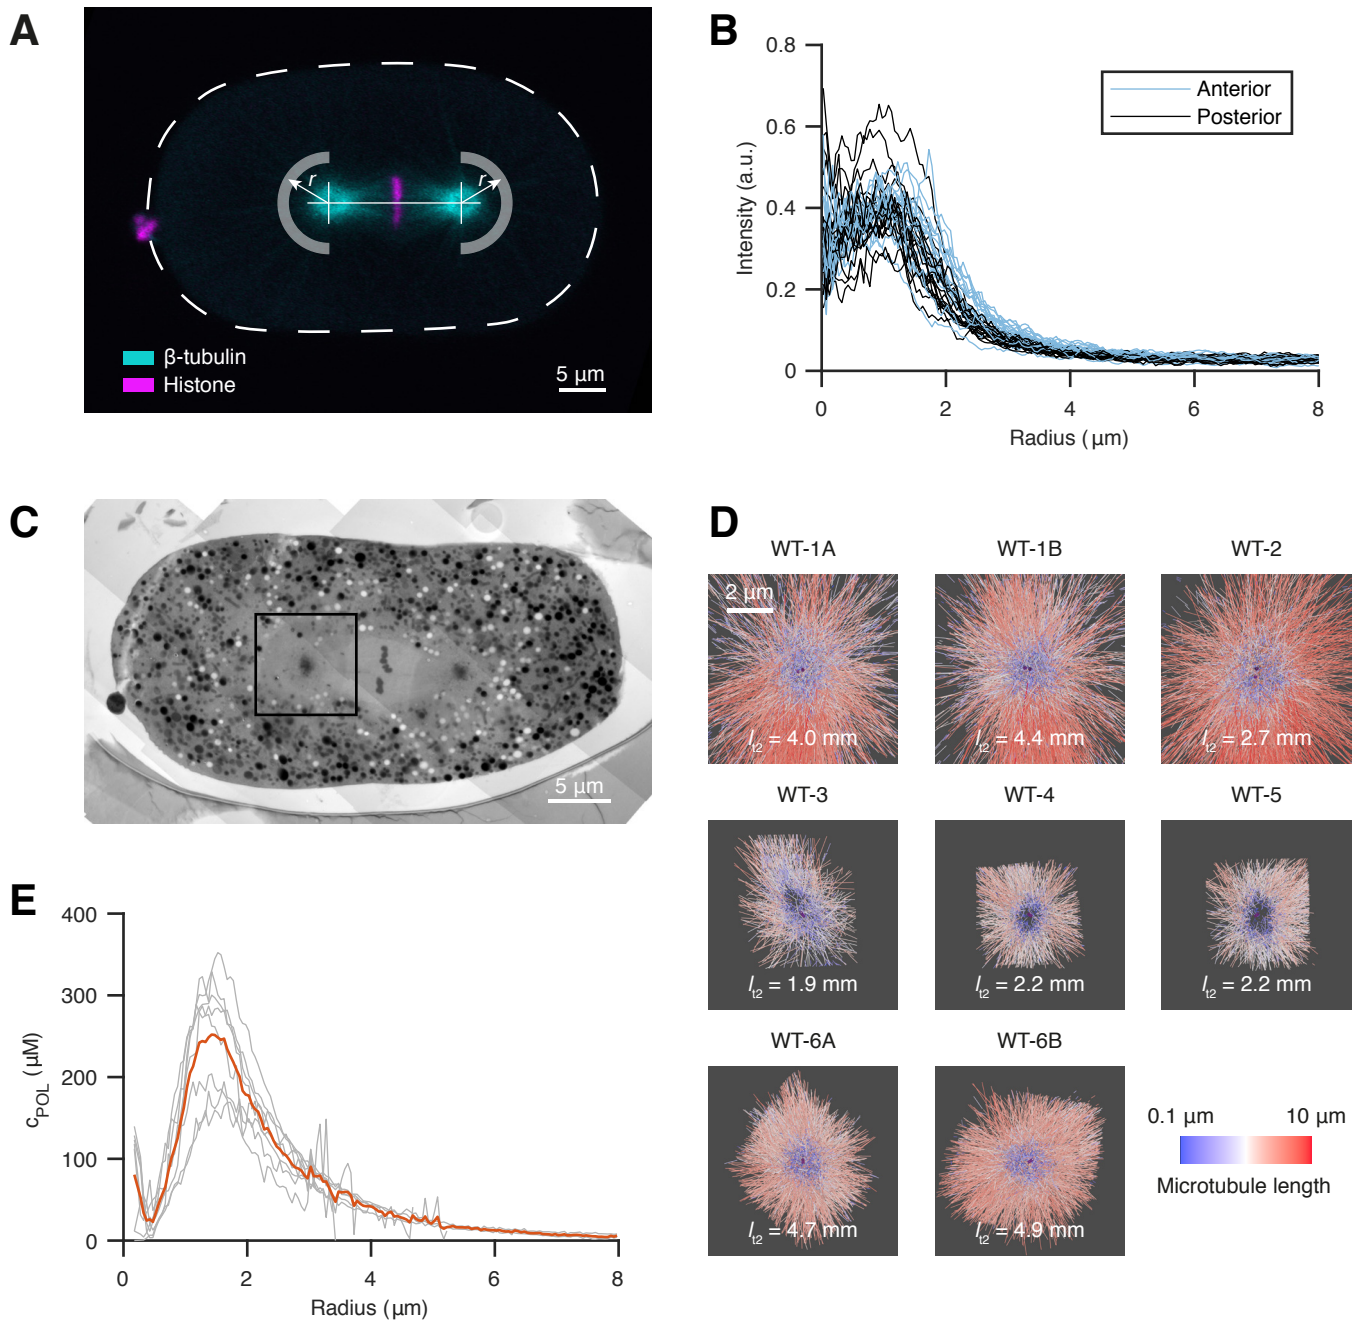 A
r
r
β-tubulin
Histone
5 µm
B
0.8
0.6
0.4
0.2
0
Intensity (a.u.)
Anterior
Posterior
0 2 4 6 8
Radius (µm)
C
5 µm
D
WT-1A WT-1B WT-2
2 µm
l_t2 = 4.0 mm l_t2 = 4.4 mm l_t2 = 2.7 mm
WT-3 WT-4 WT-5
l_t2 = 1.9 mm l_t2 = 2.2 mm l_t2 = 2.2 mm
WT-6A WT-6B
l_t2 = 4.7 mm l_t2 = 4.9 mm
0.1 µm 10 µm
Microtubule length
E
400
300
200
100
0
c_POL (µM)
0 2 4 6 8
Radius (µm)